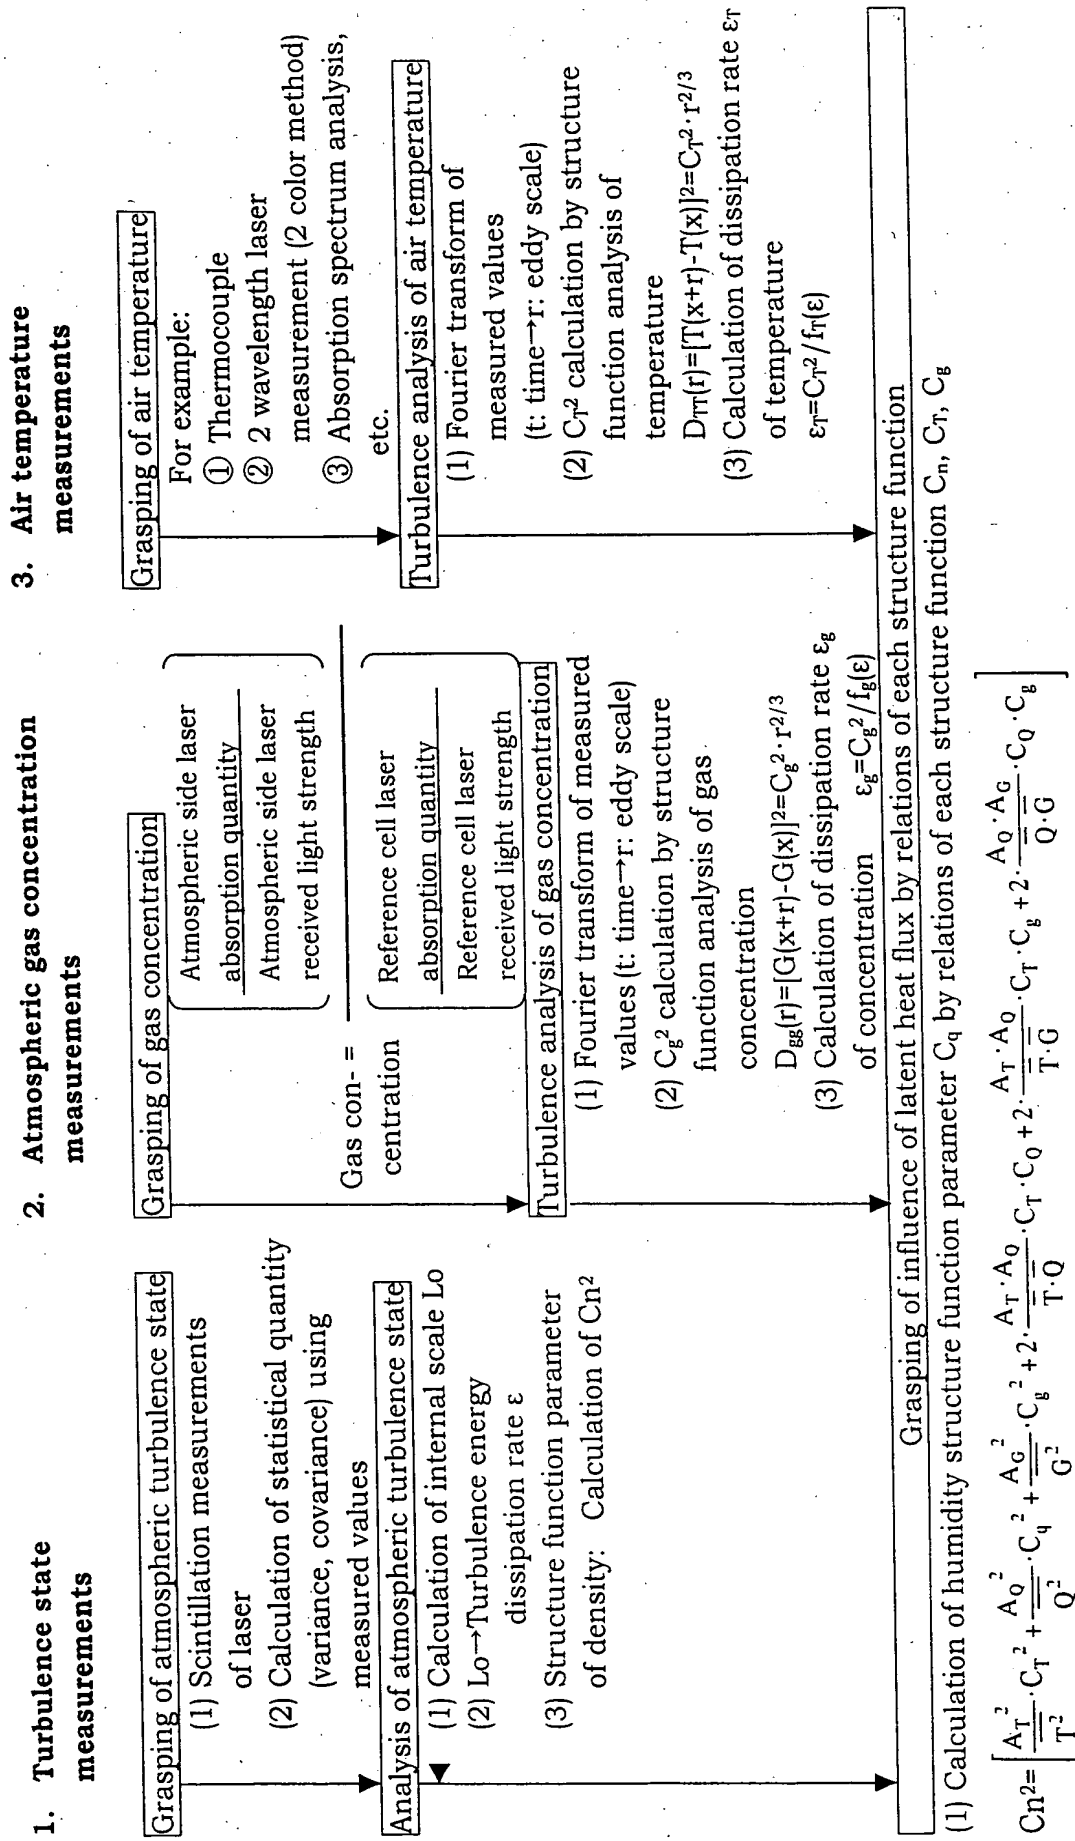 1. Turbulence state
measurements
Grasping of atmospheric turbulence state
(1) Scintillation measurements
of laser
(2) Calculation of statistical quantity
(variance, covariance) using
measured values
Analysis of atmospheric turbulence state
(1) Calculation of internal scale Lo
(2) Lo→Turbulence energy
dissipation rate ε
(3) Structure function parameter
of density: Calculation of Cn²
2. Atmospheric gas concentration
measurements
Grasping of gas concentration
Atmospheric side laser
absorption quantity
Atmospheric side laser
received light strength
Gas con- =
centration
Reference cell laser
absorption quantity
Reference cell laser
received light strength
Turbulence analysis of gas concentration
(1) Fourier transform of measured
values (t: time→r: eddy scale)
(2) Cg² calculation by structure
function analysis of gas
concentration
Dgg(r)=[G(x+r)-G(x)]²=Cg²·r²/³
(3) Calculation of dissipation rate εg
of concentration εg=Cg²/fg(ε)
3. Air temperature
measurements
Grasping of air temperature
For example:
① Thermocouple
② 2 wavelength laser
measurement (2 color method)
③ Absorption spectrum analysis,
etc.
Turbulence analysis of air temperature
(1) Fourier transform of
measured values
(t: time→r: eddy scale)
(2) CT² calculation by structure
function analysis of
temperature
DTT(r)=[T(x+r)-T(x)]²=CT²·r²/³
(3) Calculation of dissipation rate εT
of temperature
εT=CT²/fT(ε)
Grasping of influence of latent heat flux by relations of each structure function
(1) Calculation of humidity structure function parameter Cq by relations of each structure function Cn, CT, Cg
Cn²=[AT²/T²·CT²+AQ²/Q²·Cq²+AG²/G²·Cg²+2·AT·AQ/T·Q·CT·CQ+2·AT·AQ/T·G·CT·Cg+2·AQ·AG/Q·G·CQ·Cg]